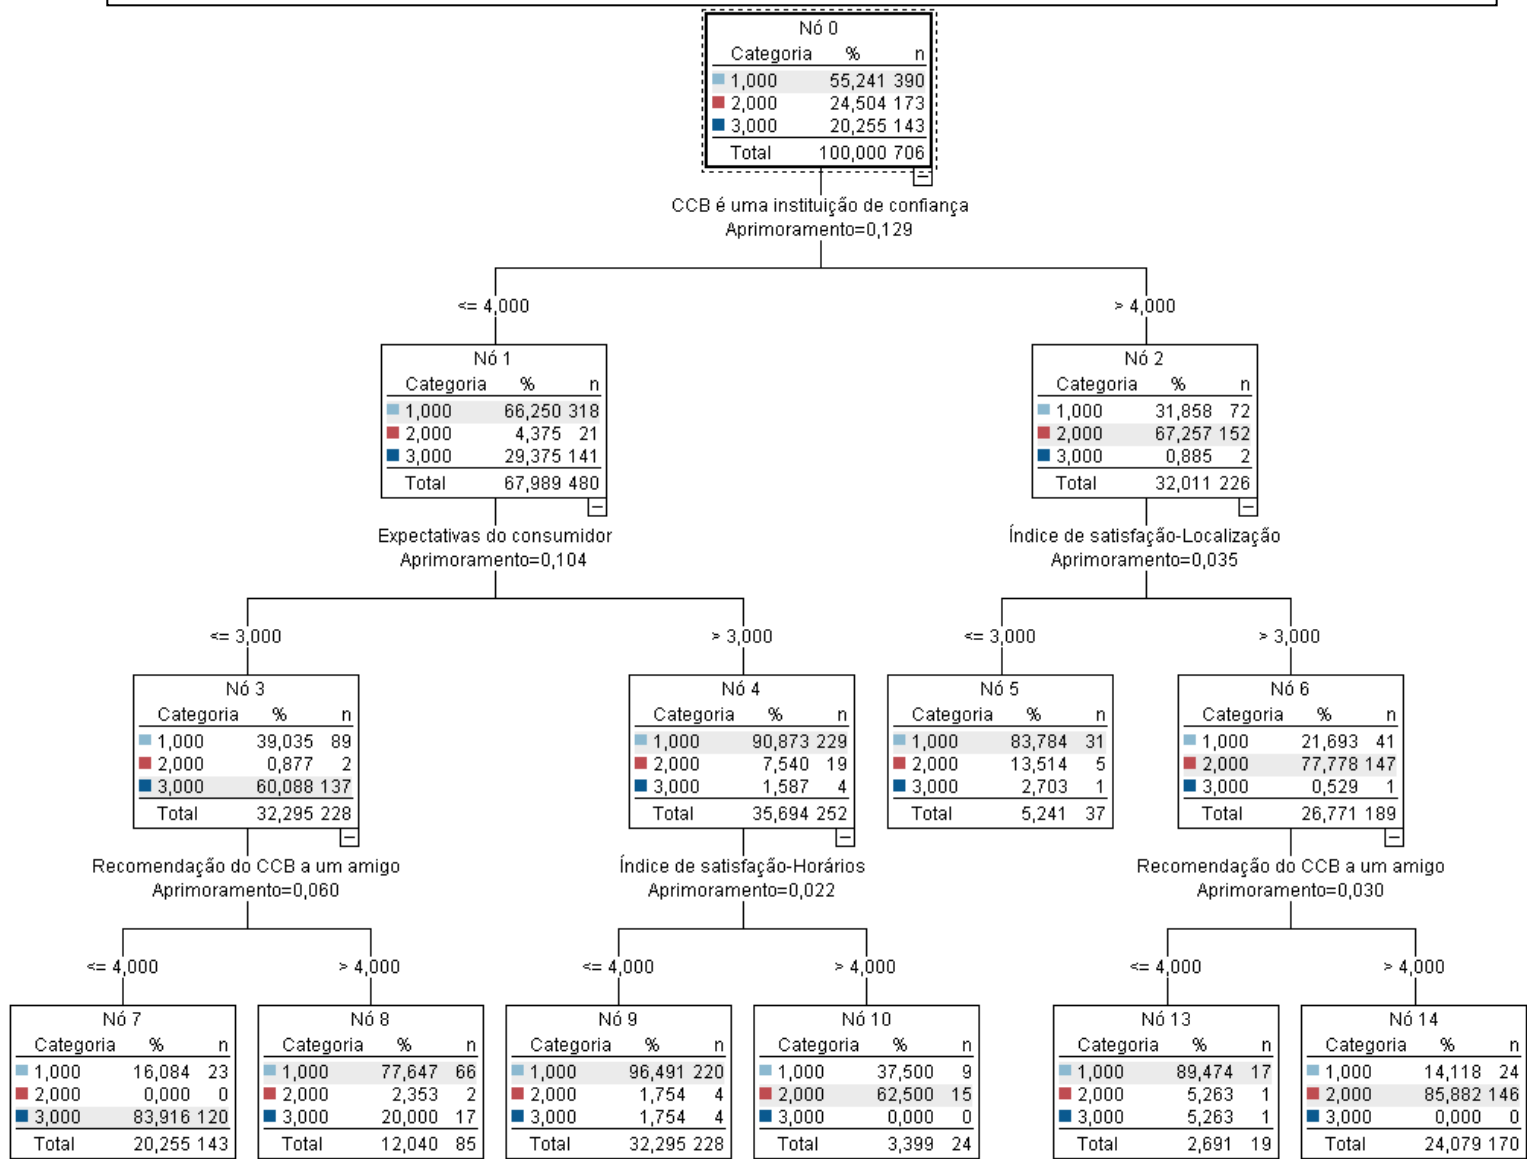 Nó 0
Categoria % n
1,000 55,241 390
2,000 24,504 173
3,000 20,255 143
Total 100,000 706
CCB é uma instituição de confiança
Aprimoramento=0,129
<= 4,000
> 4,000
Nó 1
Categoria % n
1,000 66,250 318
2,000 4,375 21
3,000 29,375 141
Total 67,989 480
Nó 2
Categoria % n
1,000 31,858 72
2,000 67,257 152
3,000 0,885 2
Total 32,011 226
Expectativas do consumidor
Aprimoramento=0,104
Índice de satisfação-Localização
Aprimoramento=0,035
<= 3,000
> 3,000
<= 3,000
> 3,000
Nó 3
Categoria % n
1,000 39,035 89
2,000 0,877 2
3,000 60,088 137
Total 32,295 228
Nó 4
Categoria % n
1,000 90,873 229
2,000 7,540 19
3,000 1,587 4
Total 35,694 252
Nó 5
Categoria % n
1,000 83,784 31
2,000 13,514 5
3,000 2,703 1
Total 5,241 37
Nó 6
Categoria % n
1,000 21,693 41
2,000 77,778 147
3,000 0,529 1
Total 26,771 189
Recomendação do CCB a um amigo
Aprimoramento=0,060
Índice de satisfação-Horários
Aprimoramento=0,022
Recomendação do CCB a um amigo
Aprimoramento=0,030
<= 4,000
> 4,000
<= 4,000
> 4,000
<= 4,000
> 4,000
Nó 7
Categoria % n
1,000 16,084 23
2,000 0,000 0
3,000 83,916 120
Total 20,255 143
Nó 8
Categoria % n
1,000 77,647 66
2,000 2,353 2
3,000 20,000 17
Total 12,040 85
Nó 9
Categoria % n
1,000 96,491 220
2,000 1,754 4
3,000 1,754 4
Total 32,295 228
Nó 10
Categoria % n
1,000 37,500 9
2,000 62,500 15
3,000 0,000 0
Total 3,399 24
Nó 13
Categoria % n
1,000 89,474 17
2,000 5,263 1
3,000 5,263 1
Total 2,691 19
Nó 14
Categoria % n
1,000 14,118 24
2,000 85,882 146
3,000 0,000 0
Total 24,079 170